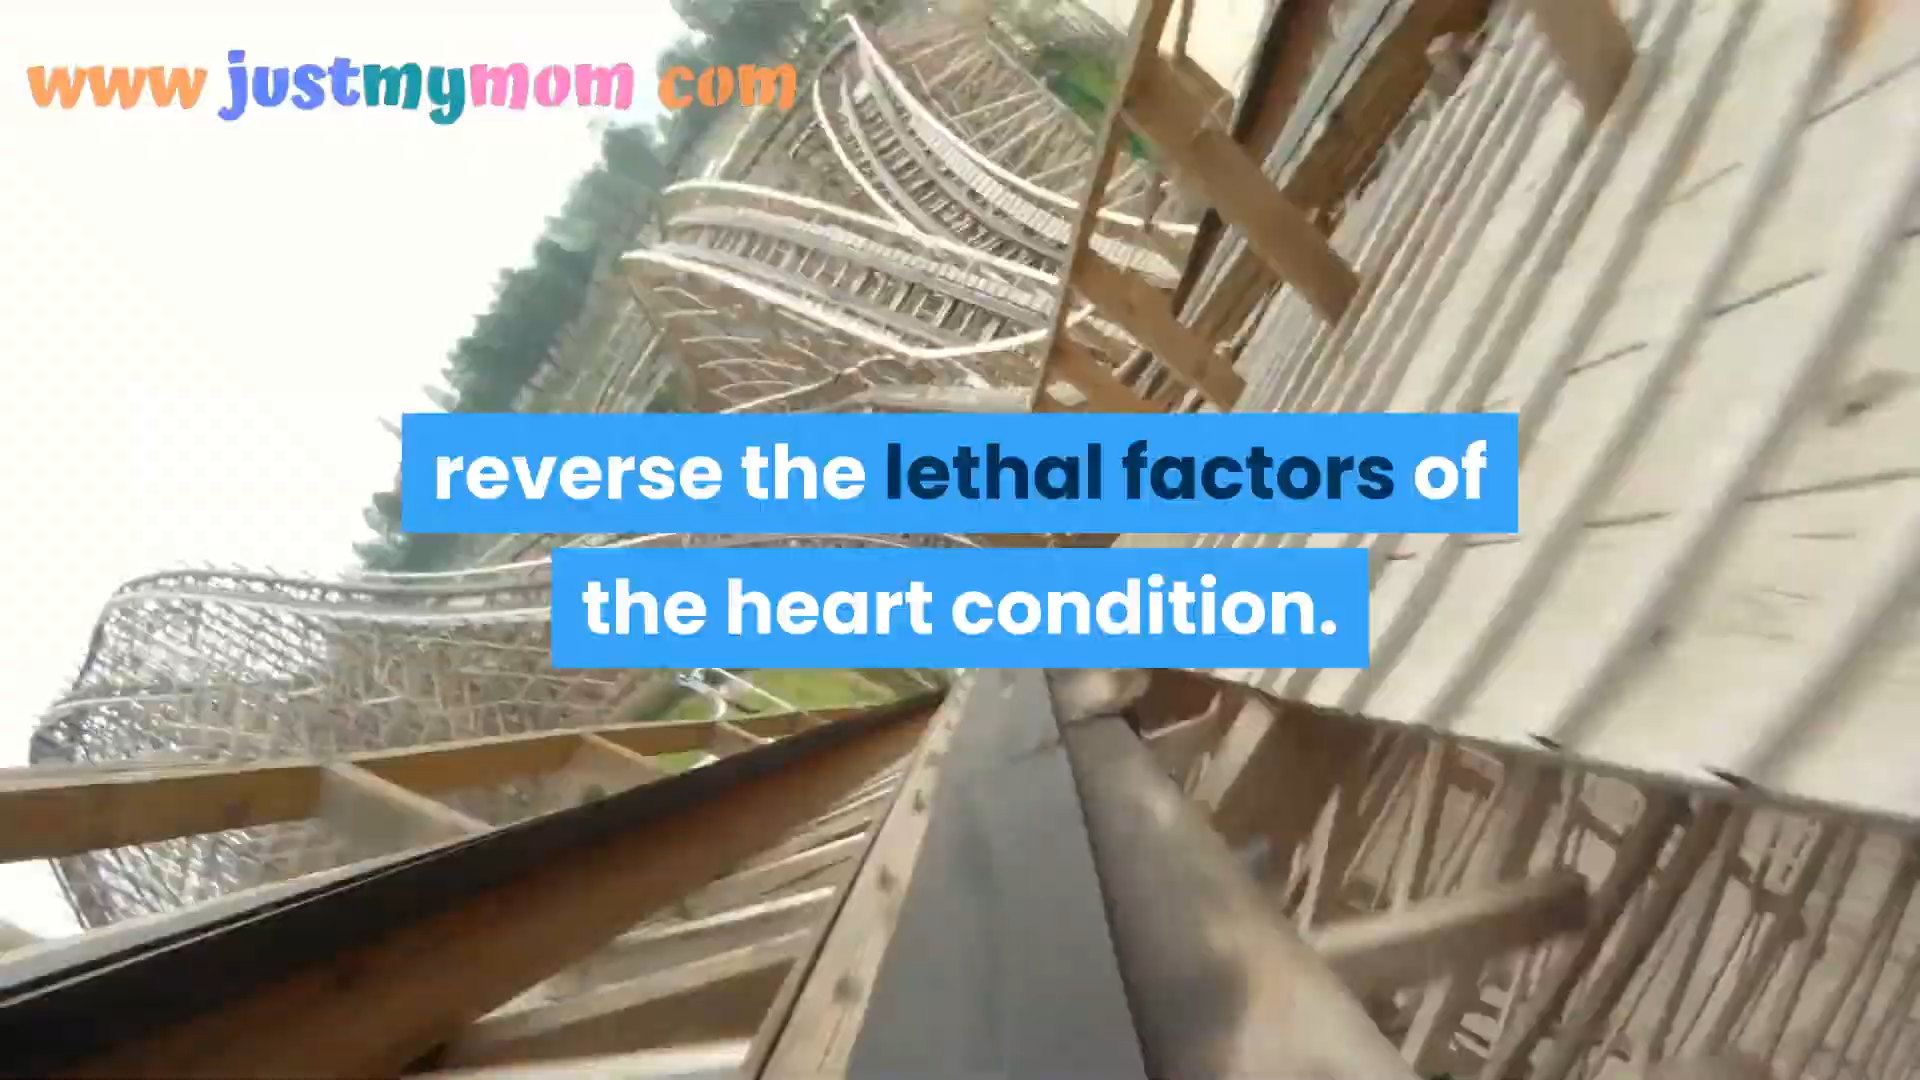 www justmymom com
reverse the lethal factors of
the heart condition.